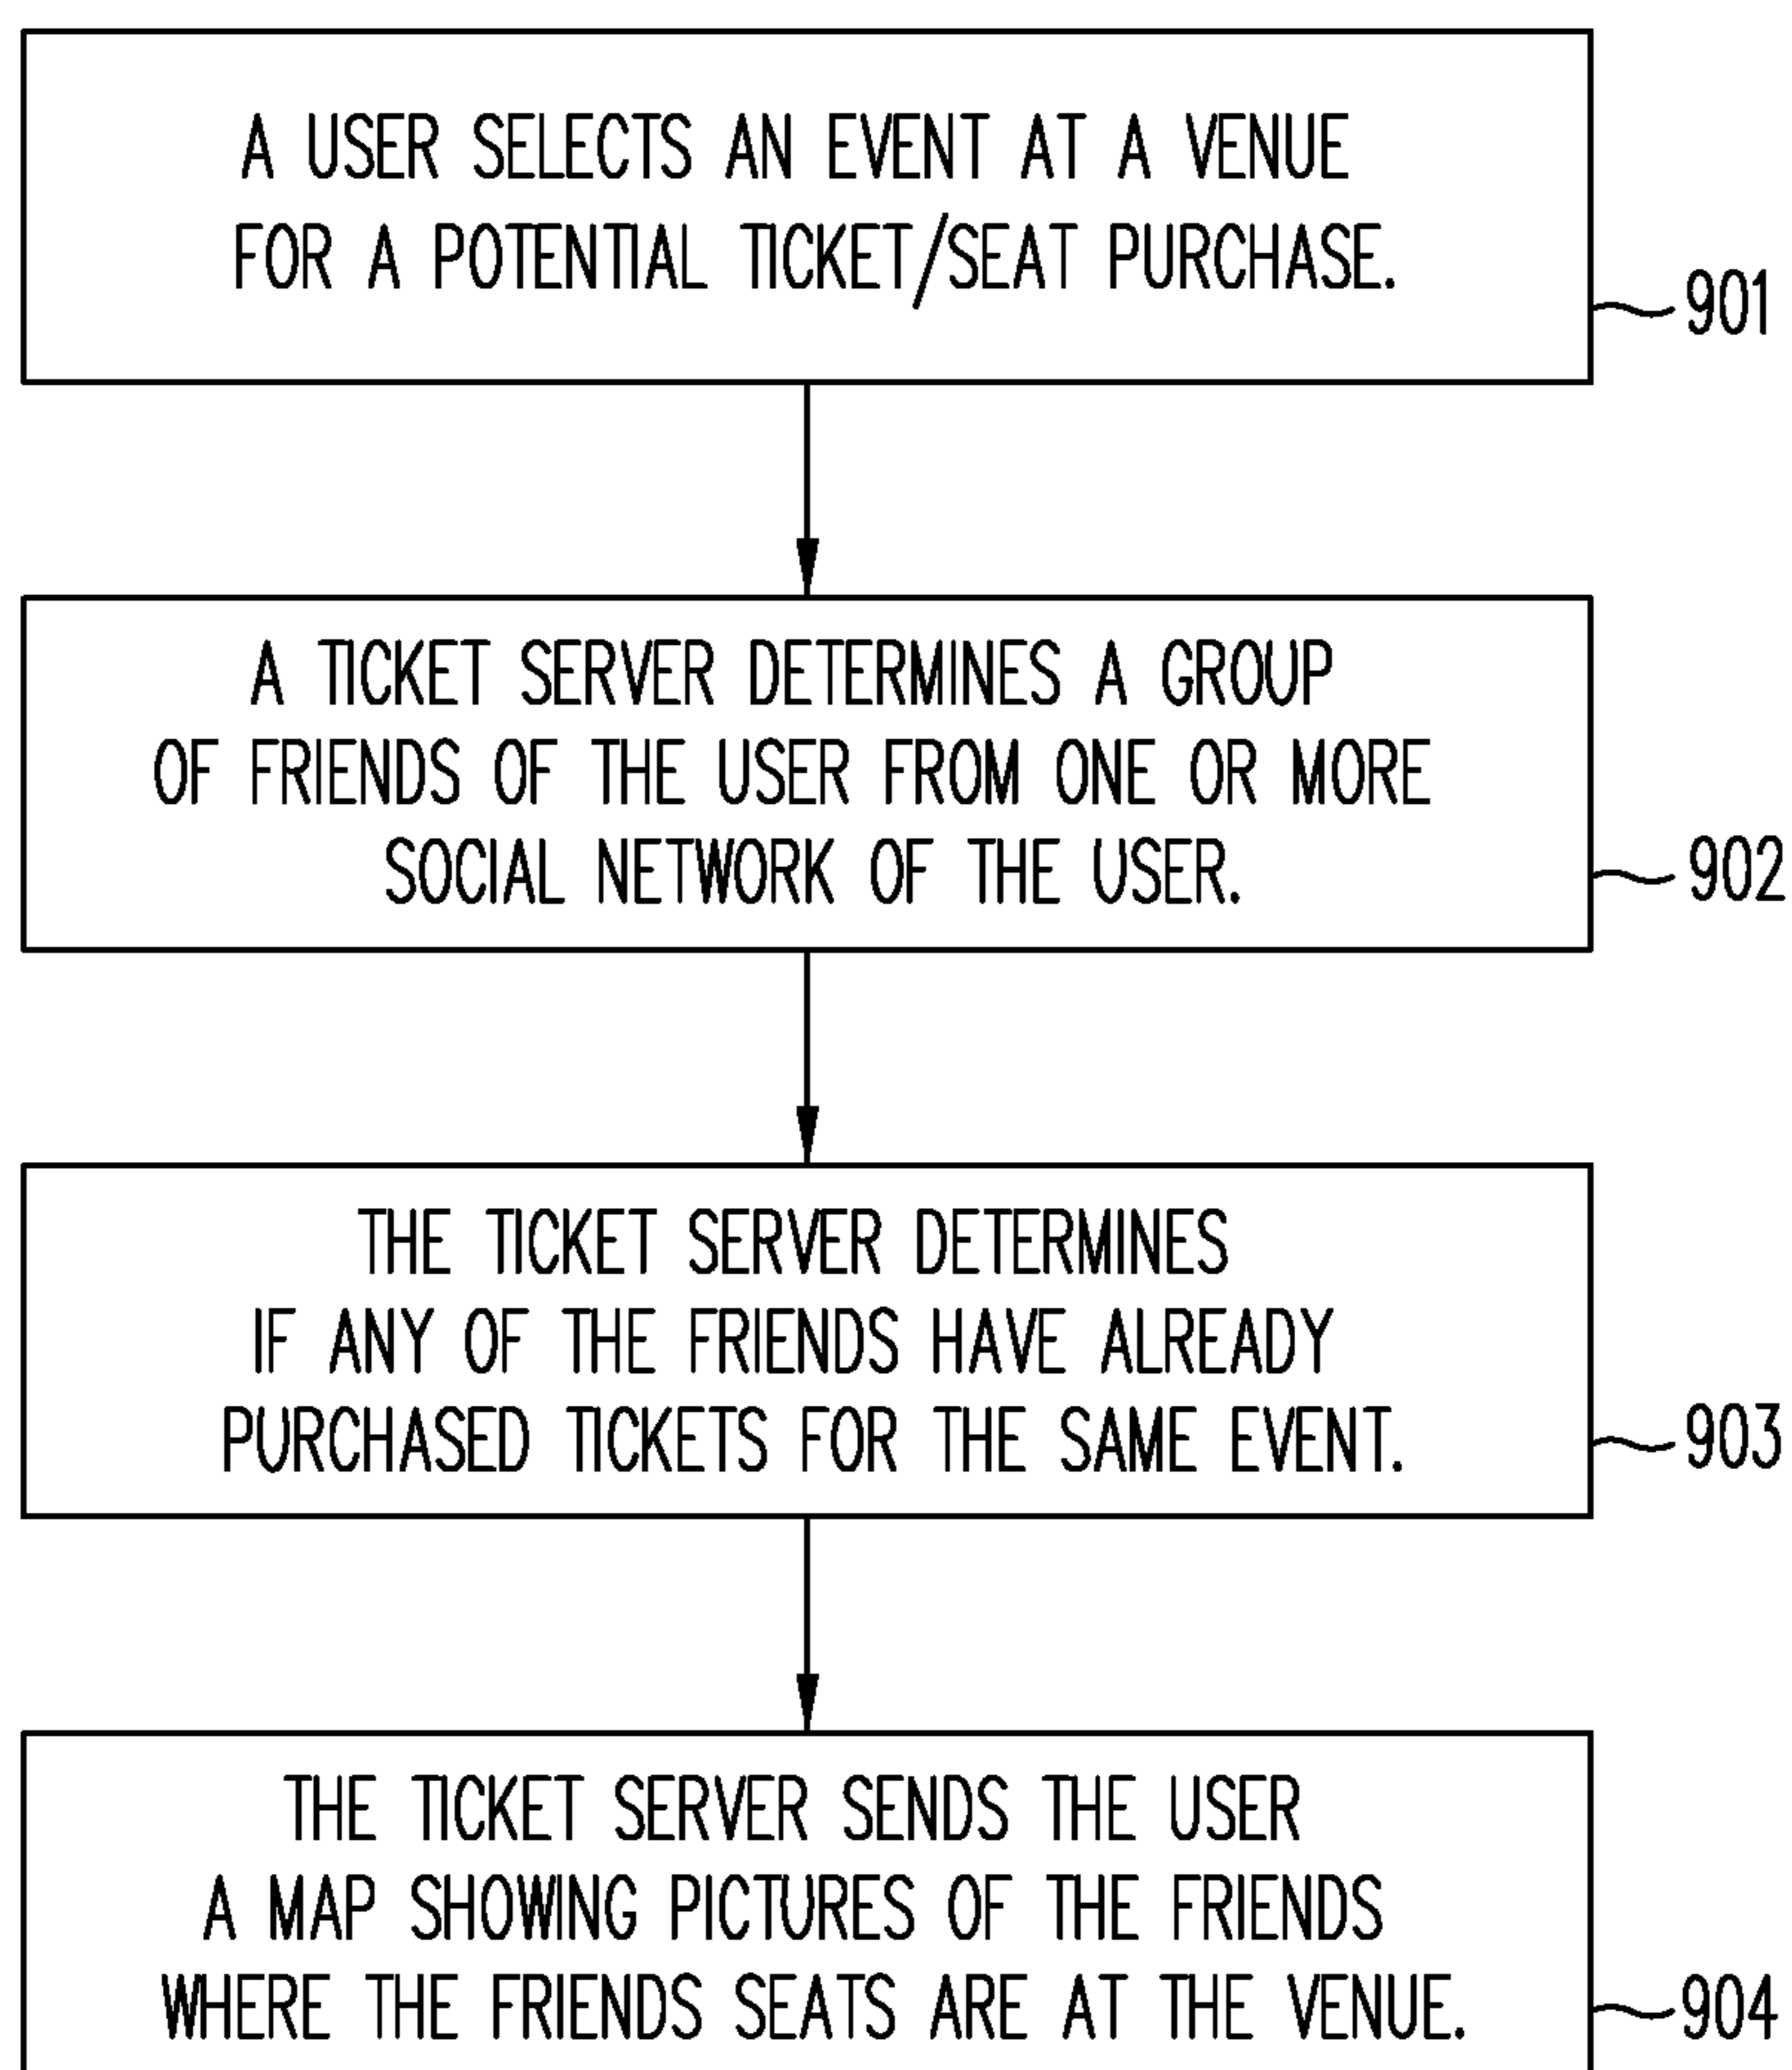 A USER SELECTS AN EVENT AT A VENUE
FOR A POTENTIAL TICKET/SEAT PURCHASE.
901
A TICKET SERVER DETERMINES A GROUP
OF FRIENDS OF THE USER FROM ONE OR MORE
SOCIAL NETWORK OF THE USER.
902
THE TICKET SERVER DETERMINES
IF ANY OF THE FRIENDS HAVE ALREADY
PURCHASED TICKETS FOR THE SAME EVENT.
903
THE TICKET SERVER SENDS THE USER
A MAP SHOWING PICTURES OF THE FRIENDS
WHERE THE FRIENDS SEATS ARE AT THE VENUE.
904